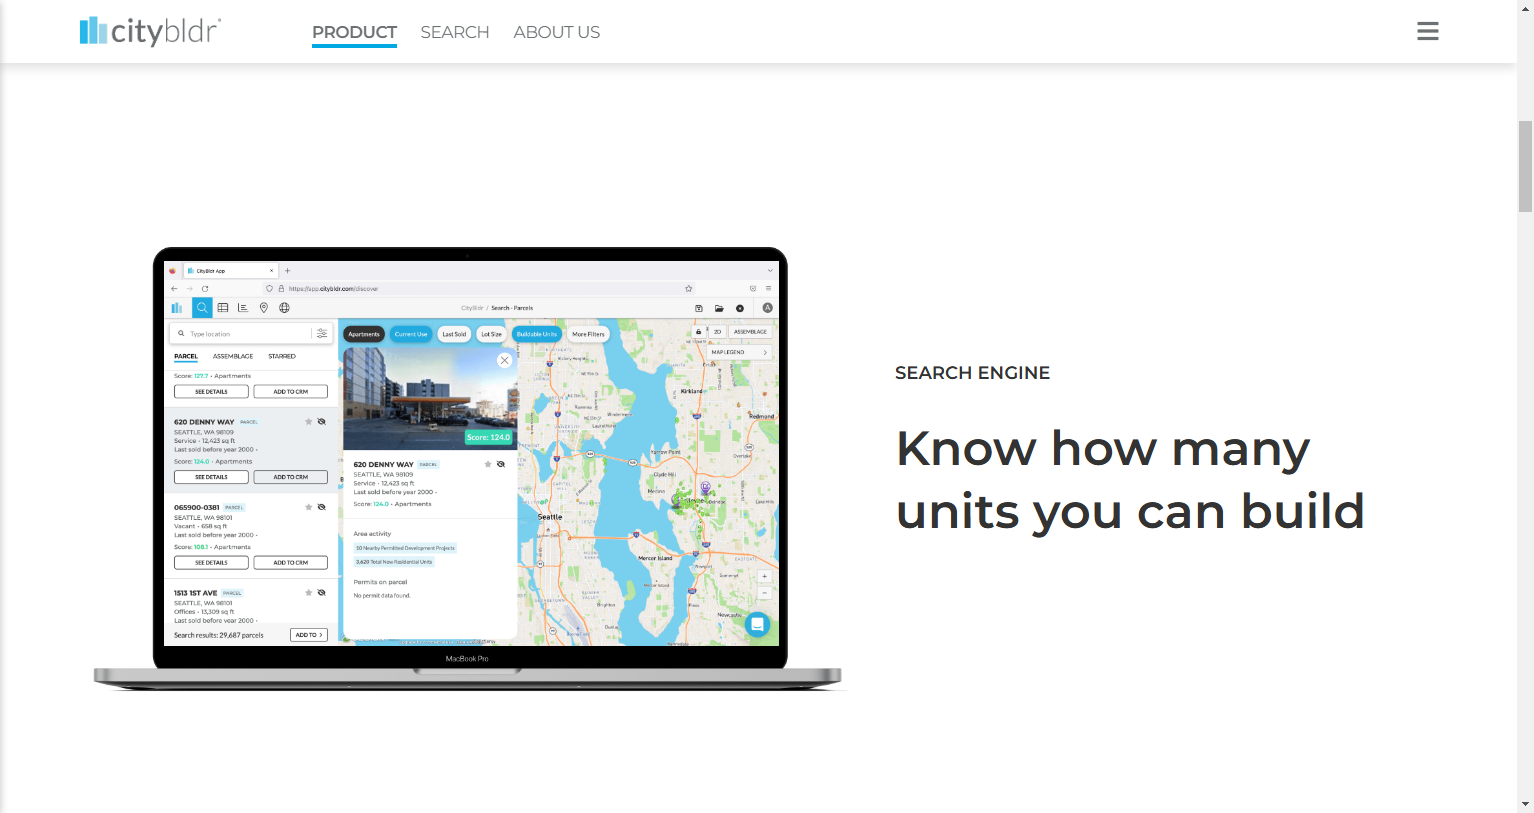 citybldr
PRODUCT
SEARCH
ABOUT US
CityBldr App
https://app.citybldr.com/discover
CityBldr / Search - Parcels
Type location
PARCEL
ASSEMBLAGE
STARRED
Score: 127.7 • Apartments
SEE DETAILS
ADD TO CRM
620 DENNY WAY PARCEL
SEATTLE, WA 98109
Service • 12,423 sq ft
Last sold before year 2000 •
Score: 124.0 • Apartments
SEE DETAILS
ADD TO CRM
065900-0381 PARCEL
SEATTLE, WA 98101
Vacant • 658 sq ft
Last sold before year 2000 •
Score: 108.1 • Apartments
SEE DETAILS
ADD TO CRM
1513 1ST AVE PARCEL
SEATTLE, WA 98101
Offices • 13,309 sq ft
Last sold before year 2000 •
Search results: 29,687 parcels
ADD TO
Apartments
Current Use
Last Sold
Lot Size
Buildable Units
More Filters
Score: 124.0
620 DENNY WAY PARCEL
SEATTLE, WA 98109
Service • 12,423 sq ft
Last sold before year 2000 •
Score: 124.0 • Apartments
Area activity
10 Nearby Permitted Development Projects
3,620 Total New Residential Units
Permits on parcel
No permit data found.
2D
ASSEMBLAGE
MAP LEGEND
Kirkland
Redmond
Yarrow Point
Clyde Hill
Medina
Seattle
Mercer Island
Newcastle
MacBook Pro
SEARCH ENGINE
Know how many
units you can build